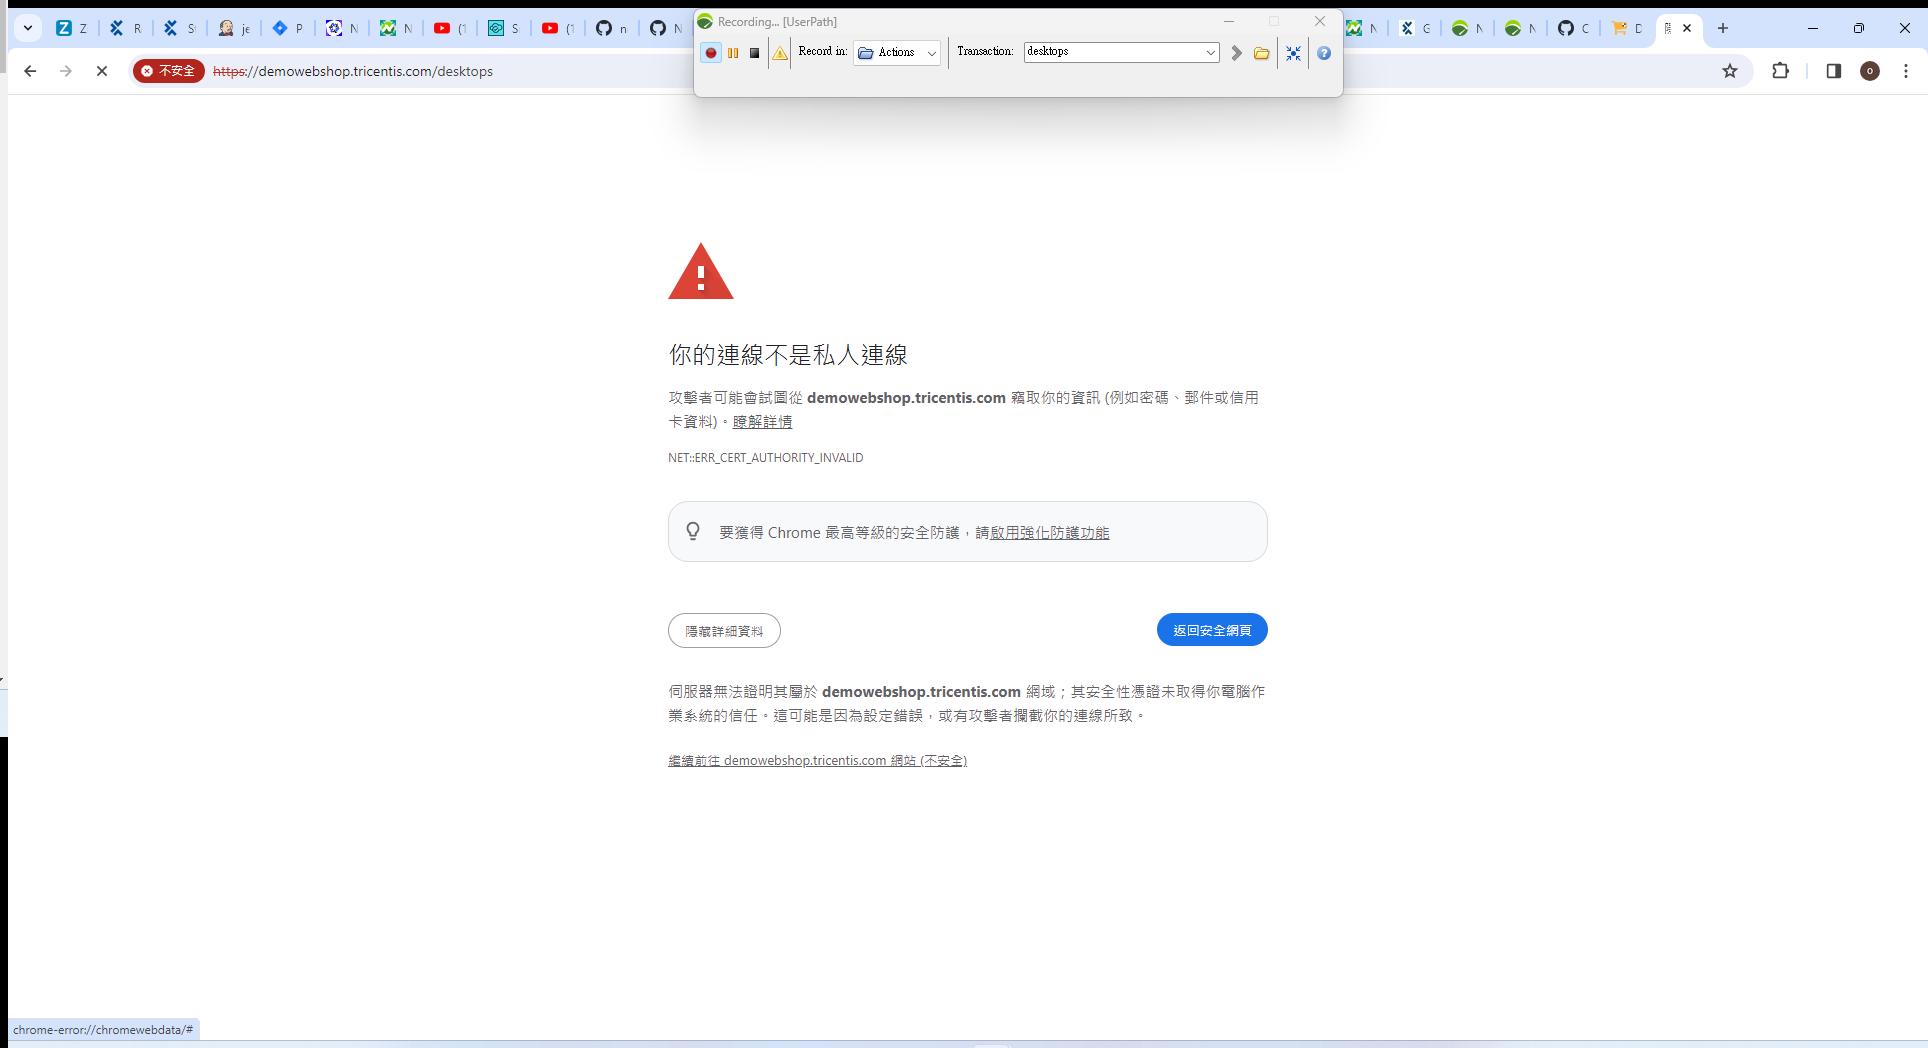 Recording... [UserPath]
Record in: Actions Transaction: desktops
Z R S je P N N (1 S (1 n N N G N N C D
不安全 https://demowebshop.tricentis.com/desktops
你的連線不是私人連線
攻擊者可能會試圖從 demowebshop.tricentis.com 竊取你的資訊 (例如密碼、郵件或信用
卡資料)。瞭解詳情
NET::ERR_CERT_AUTHORITY_INVALID
要獲得 Chrome 最高等級的安全防護，請啟用強化防護功能
隱藏詳細資料
返回安全網頁
伺服器無法證明其屬於 demowebshop.tricentis.com 網域；其安全性憑證未取得你電腦作
業系統的信任。這可能是因為設定錯誤，或有攻擊者攔截你的連線所致。
繼續前往 demowebshop.tricentis.com 網站 (不安全)
chrome-error://chromewebdata/#